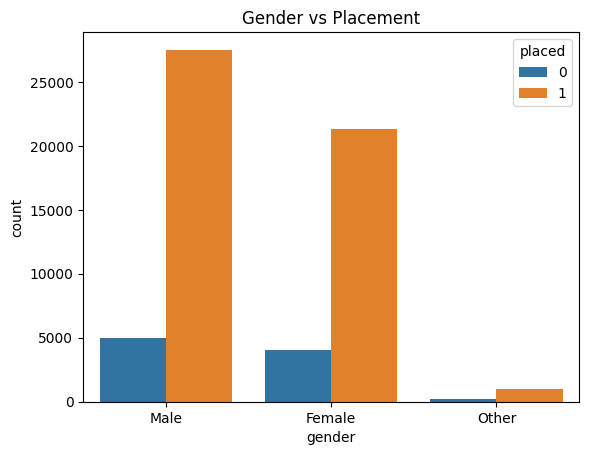 Gender vs Placement
placed
0
1
25000
20000
15000
10000
5000
0
count
Male Female Other
gender